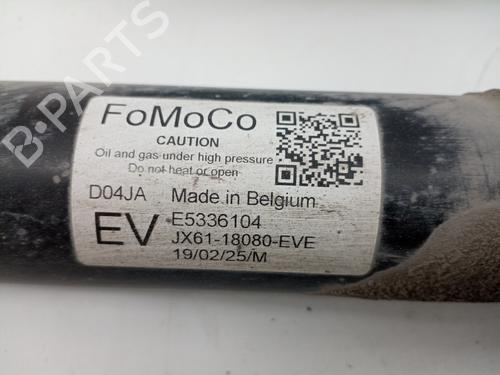 FoMoCo
CAUTION
Oil and gas under high pressure
Do not heat or open
D04JA Made in Belgium
EV E5336104
JX61-18080-EVE
19/02/25/M
B-PARTS